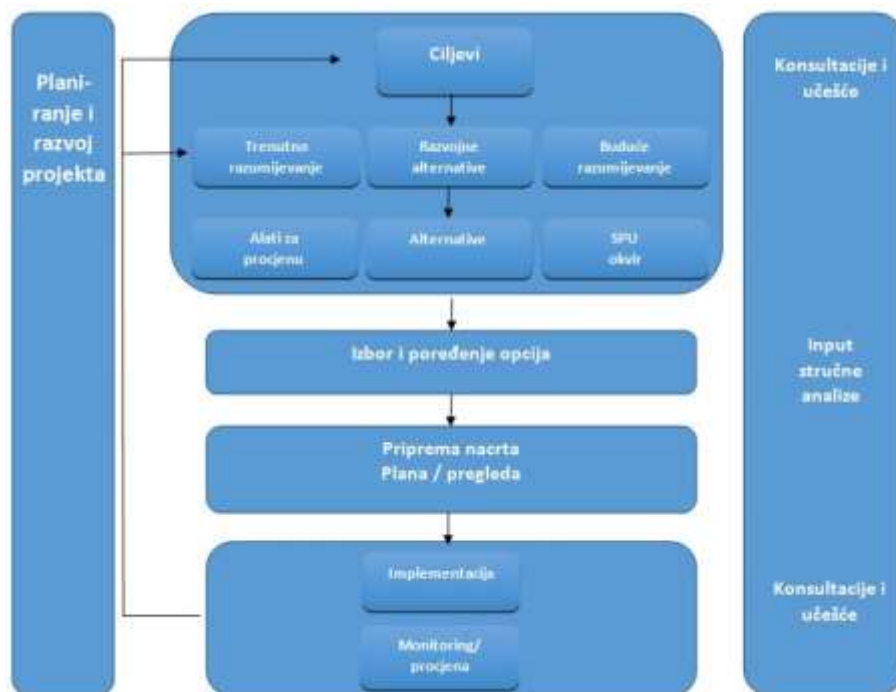 Plani-
ranje i
razvoj
projekta
Ciljevi
Trenutno
razumijevanje
Razvojne
alternative
Buduće
razumijevanje
Alati za
procjenu
Alternative
SPU
okvir
Izbor i poređenje opcija
Priprema nacrta
Plana / pregleda
Implementacija
Monitoring/
procjena
Konsultacije i
učešće
Input
stručne
analize
Konsultacije i
učešće